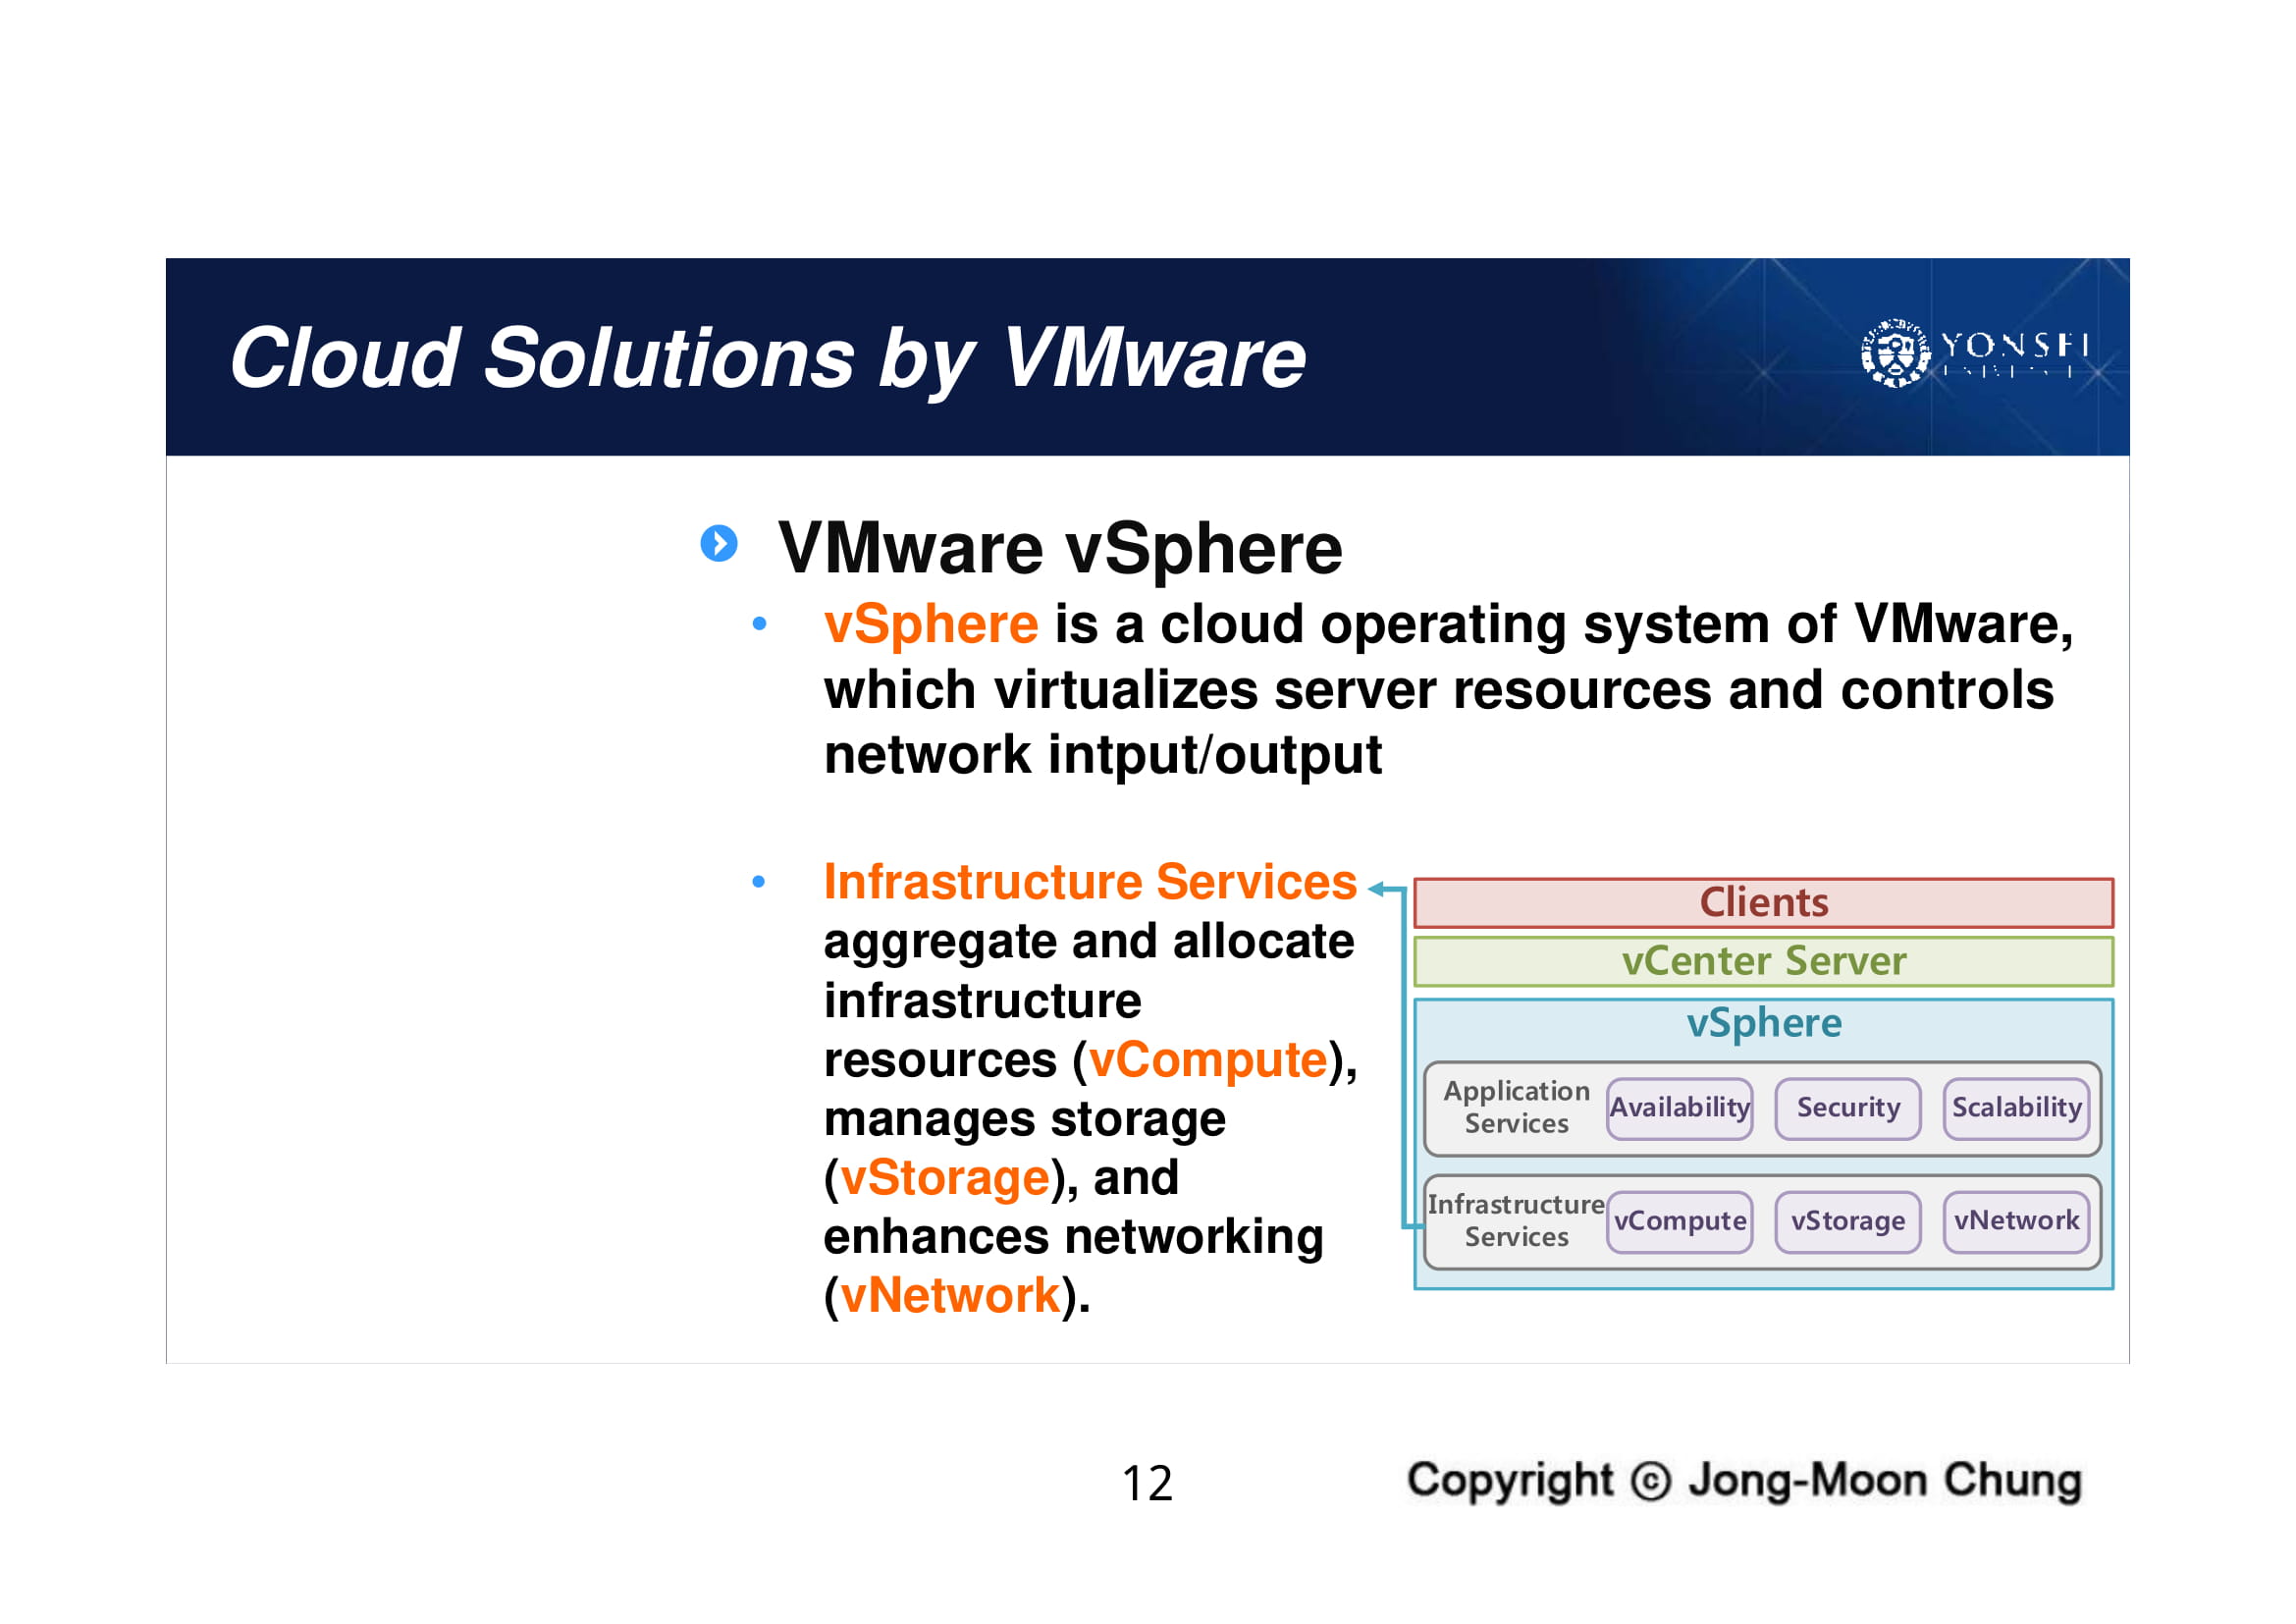 Cloud Solutions by VMware
YONSEI
VMware vSphere
• vSphere is a cloud operating system of VMware,
which virtualizes server resources and controls
network intput/output
• Infrastructure Services
aggregate and allocate
infrastructure
resources (vCompute),
manages storage
(vStorage), and
enhances networking
(vNetwork).
Clients
vCenter Server
vSphere
Application
Services
Availability
Security
Scalability
Infrastructure
Services
vCompute
vStorage
vNetwork
12
Copyright © Jong-Moon Chung